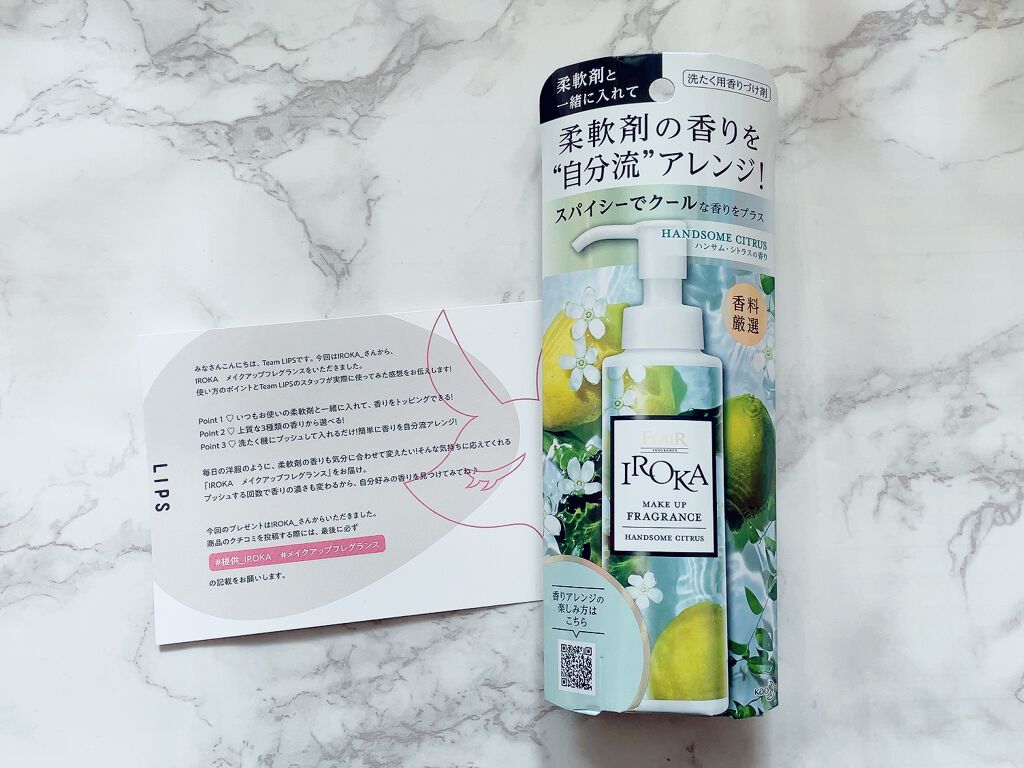 みなさんこんにちは、Team LIPSです。今回はIROKA_さんから、
IROKA　メイクアップフレグランスをいただきました。
使い方のポイントとTeam LIPSのスタッフが実際に使ってみた感想をお伝えします!
Point 1 ♡ いつもお使いの柔軟剤と一緒に入れて、香りをトッピングできる!
Point 2 ♡ 上質な3種類の香りから選べる!
Point 3 ♡ 洗たく機にプッシュして入れるだけ!簡単に香りを自分流アレンジ!
毎日の洋服のように、柔軟剤の香りも気分に合わせて変えたい!そんな気持ちに応えてくれる
「IROKA　メイクアップフレグランス」をお届け。
プッシュする回数で香りの濃さも変わるから、自分好みの香りを見つけてみてね♪
今回のプレゼントはIROKA_さんからいただきました。
商品のクチコミを投稿する際には、最後に必ず
#提供_IROKA　#メイクアップフレグランス
の記載をお願いします。
LIPS
柔軟剤と
一緒に入れて
洗たく用香りづけ剤
柔軟剤の香りを
“自分流”アレンジ!
スパイシーでクールな香りをプラス
HANDSOME CITRUS
ハンサム・シトラスの香り
香料
厳選
FLAIR
FRAGRANCE
IROKA
MAKE UP
FRAGRANCE
HANDSOME CITRUS
香りアレンジの
楽しみ方は
こちら
Kao